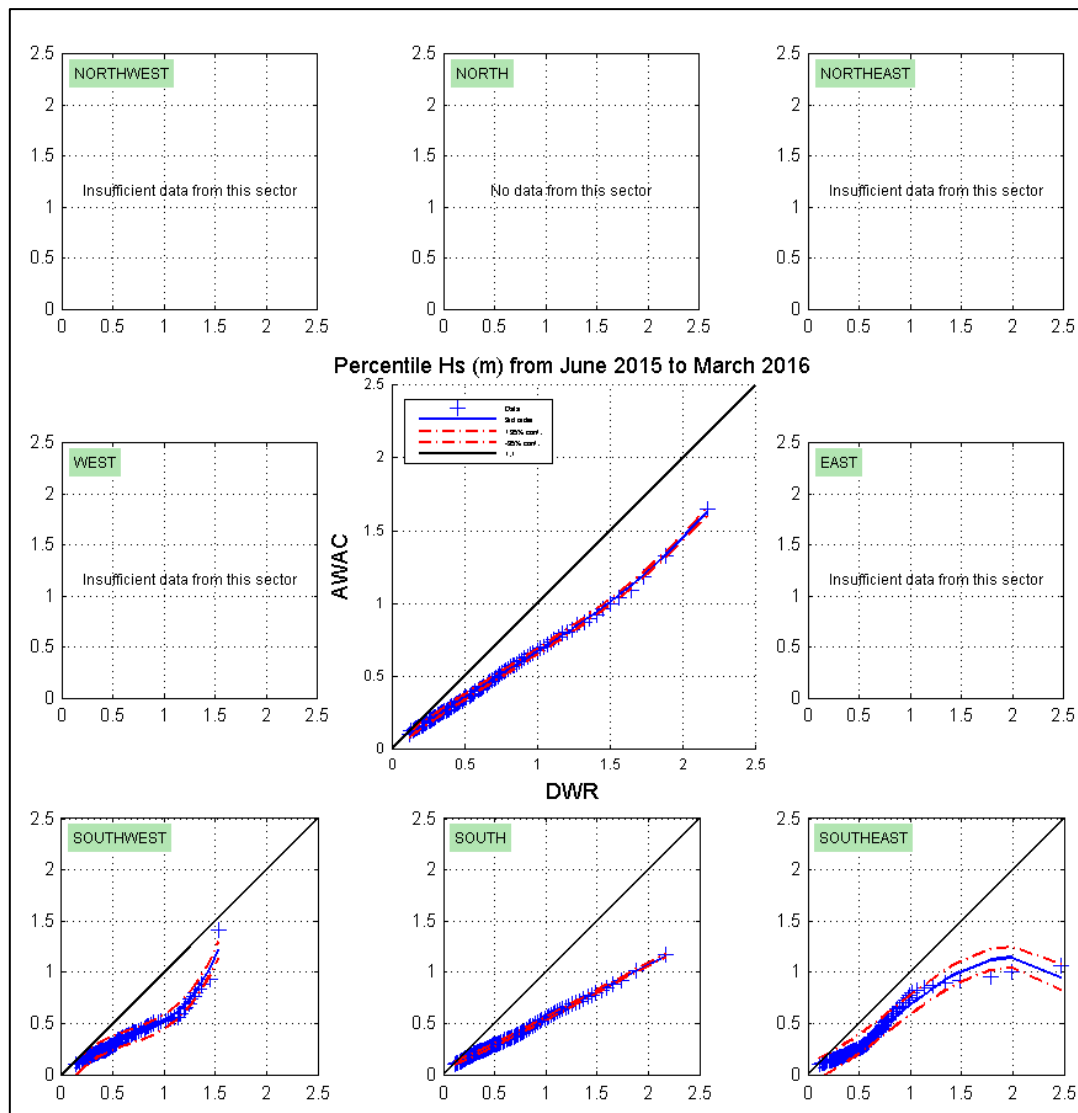 2.5 2.5 2.5
NORTHWEST NORTH NORTHEAST
2 2 2
1.5 1.5 1.5
Insufficient data from this sector No data from this sector Insufficient data from this sector
1 1 1
0.5 0.5 0.5
0 0 0
0 0.5 1 1.5 2 2.5 0 0.5 1 1.5 2 2.5 0 0.5 1 1.5 2 2.5
Percentile Hs (m) from June 2015 to March 2016
2.5
Data
3rd order
95% conf.
-95% conf.
2
1.5
1
0.5
0
AWAC
0 0.5 1 1.5 2 2.5
DWR
2.5
WEST
2
1.5
Insufficient data from this sector
1
0.5
0
0 0.5 1 1.5 2 2.5
2.5
EAST
2
1.5
Insufficient data from this sector
1
0.5
0
0 0.5 1 1.5 2 2.5
2.5 2.5 2.5
SOUTHWEST SOUTH SOUTHEAST
2 2 2
1.5 1.5 1.5
1 1 1
0.5 0.5 0.5
0 0 0
0 0.5 1 1.5 2 2.5 0 0.5 1 1.5 2 2.5 0 0.5 1 1.5 2 2.5